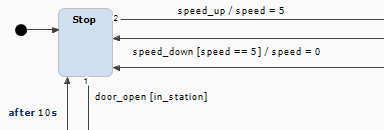 Stop
2
speed_up / speed = 5
speed_down [speed == 5] / speed = 0
1
door_open [in_station]
after 10s